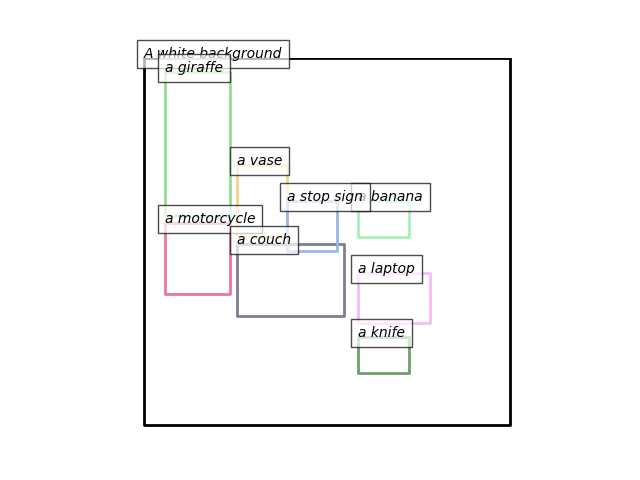 A white background
a giraffe
a vase
a stop sign
a banana
a motorcycle
a couch
a laptop
a knife